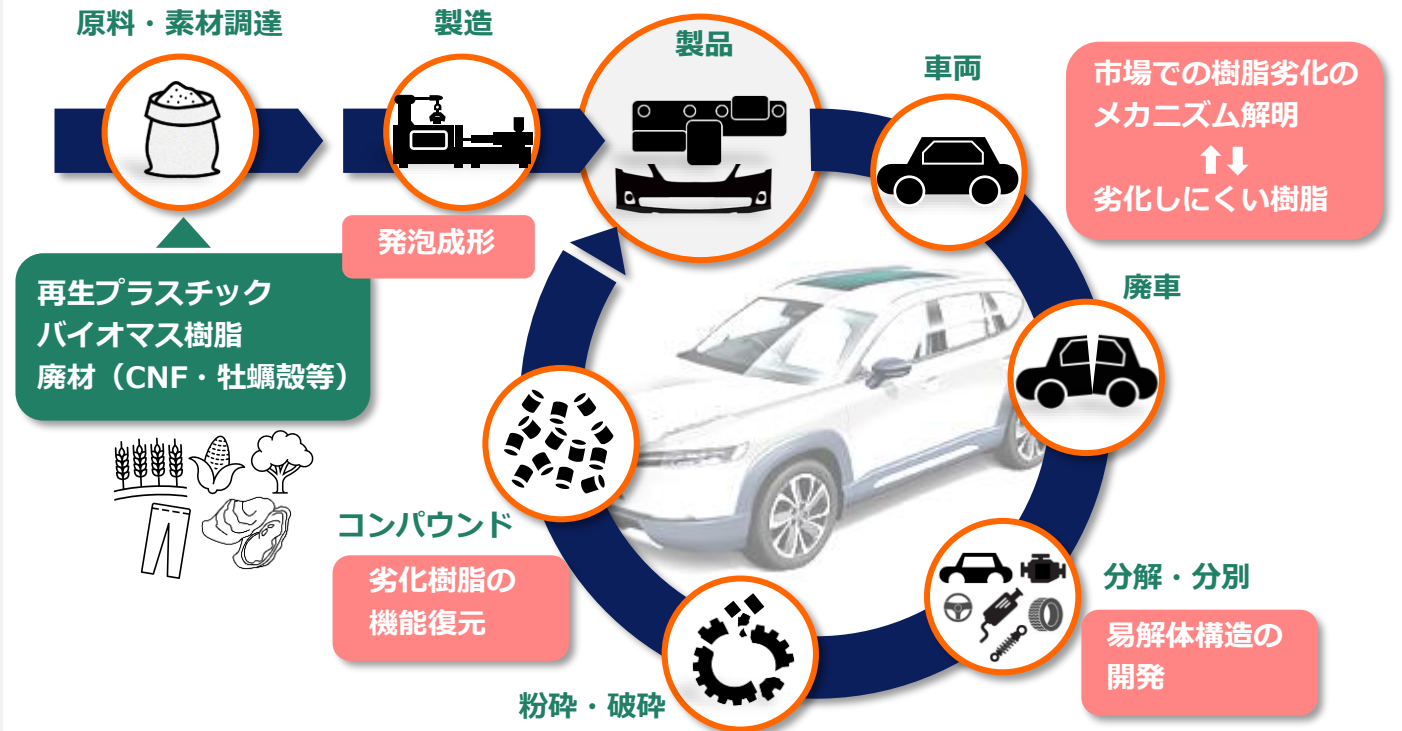 原料・素材調達
製造
製品
車両
市場での樹脂劣化の
メカニズム解明
⬆⬇
劣化しにくい樹脂
発泡成形
再生プラスチック
バイオマス樹脂
廃材（CNF・牡蠣殻等）
廃車
コンパウンド
劣化樹脂の
機能復元
分解・分別
易解体構造の
開発
粉砕・破砕